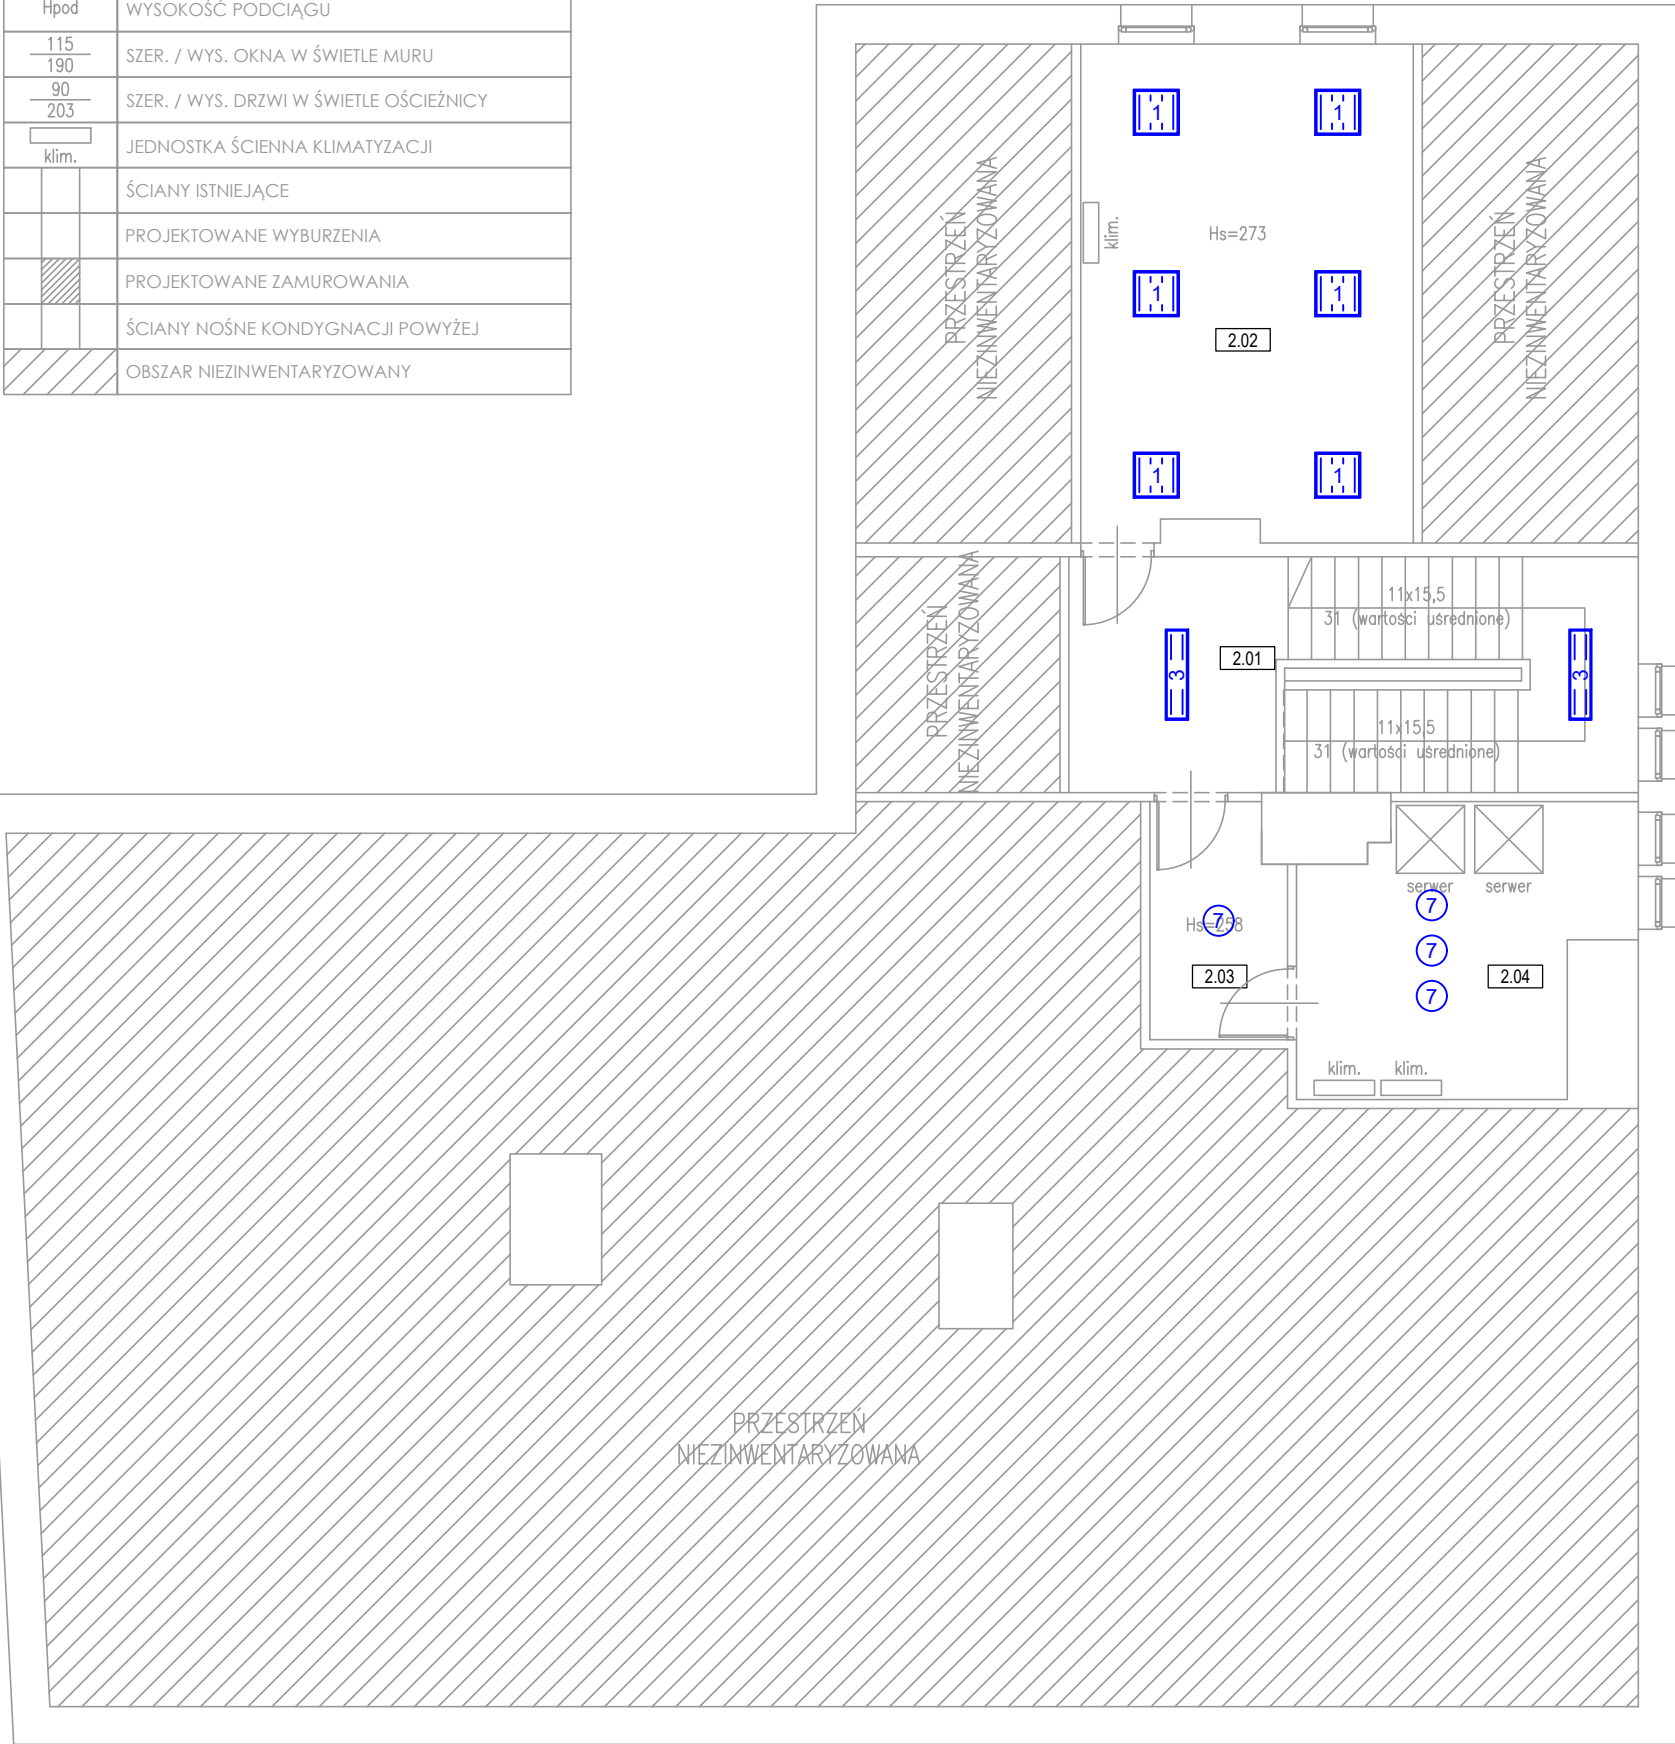 Hpod WYSOKOŚĆ PODCIĄGU
115
190
SZER. / WYS. OKNA W ŚWIETLE MURU
90
203
SZER. / WYS. DRZWI W ŚWIETLE OŚCIEŻNICY
klim.
JEDNOSTKA ŚCIENNA KLIMATYZACJI
ŚCIANY ISTNIEJĄCE
PROJEKTOWANE WYBURZENIA
PROJEKTOWANE ZAMUROWANIA
ŚCIANY NOŚNE KONDYGNACJI POWYŻEJ
OBSZAR NIEZINWENTARYZOWANY
1
1
PRZESTRZEŃ
NIEZINWENTARYZOWANA
klim.
Hs=273
PRZESTRZEŃ
NIEZINWENTARYZOWANA
1
1
2.02
1
1
PRZESTRZEŃ
NIEZINWENTARYZOWANA
11x15,5
31 (wartości uśrednione)
2.01
3
3
11x15,5
31 (wartości uśrednione)
serwer
serwer
7
Hs=258
7
7
2.03
2.04
7
klim.
klim.
PRZESTRZEŃ
NIEZINWENTARYZOWANA